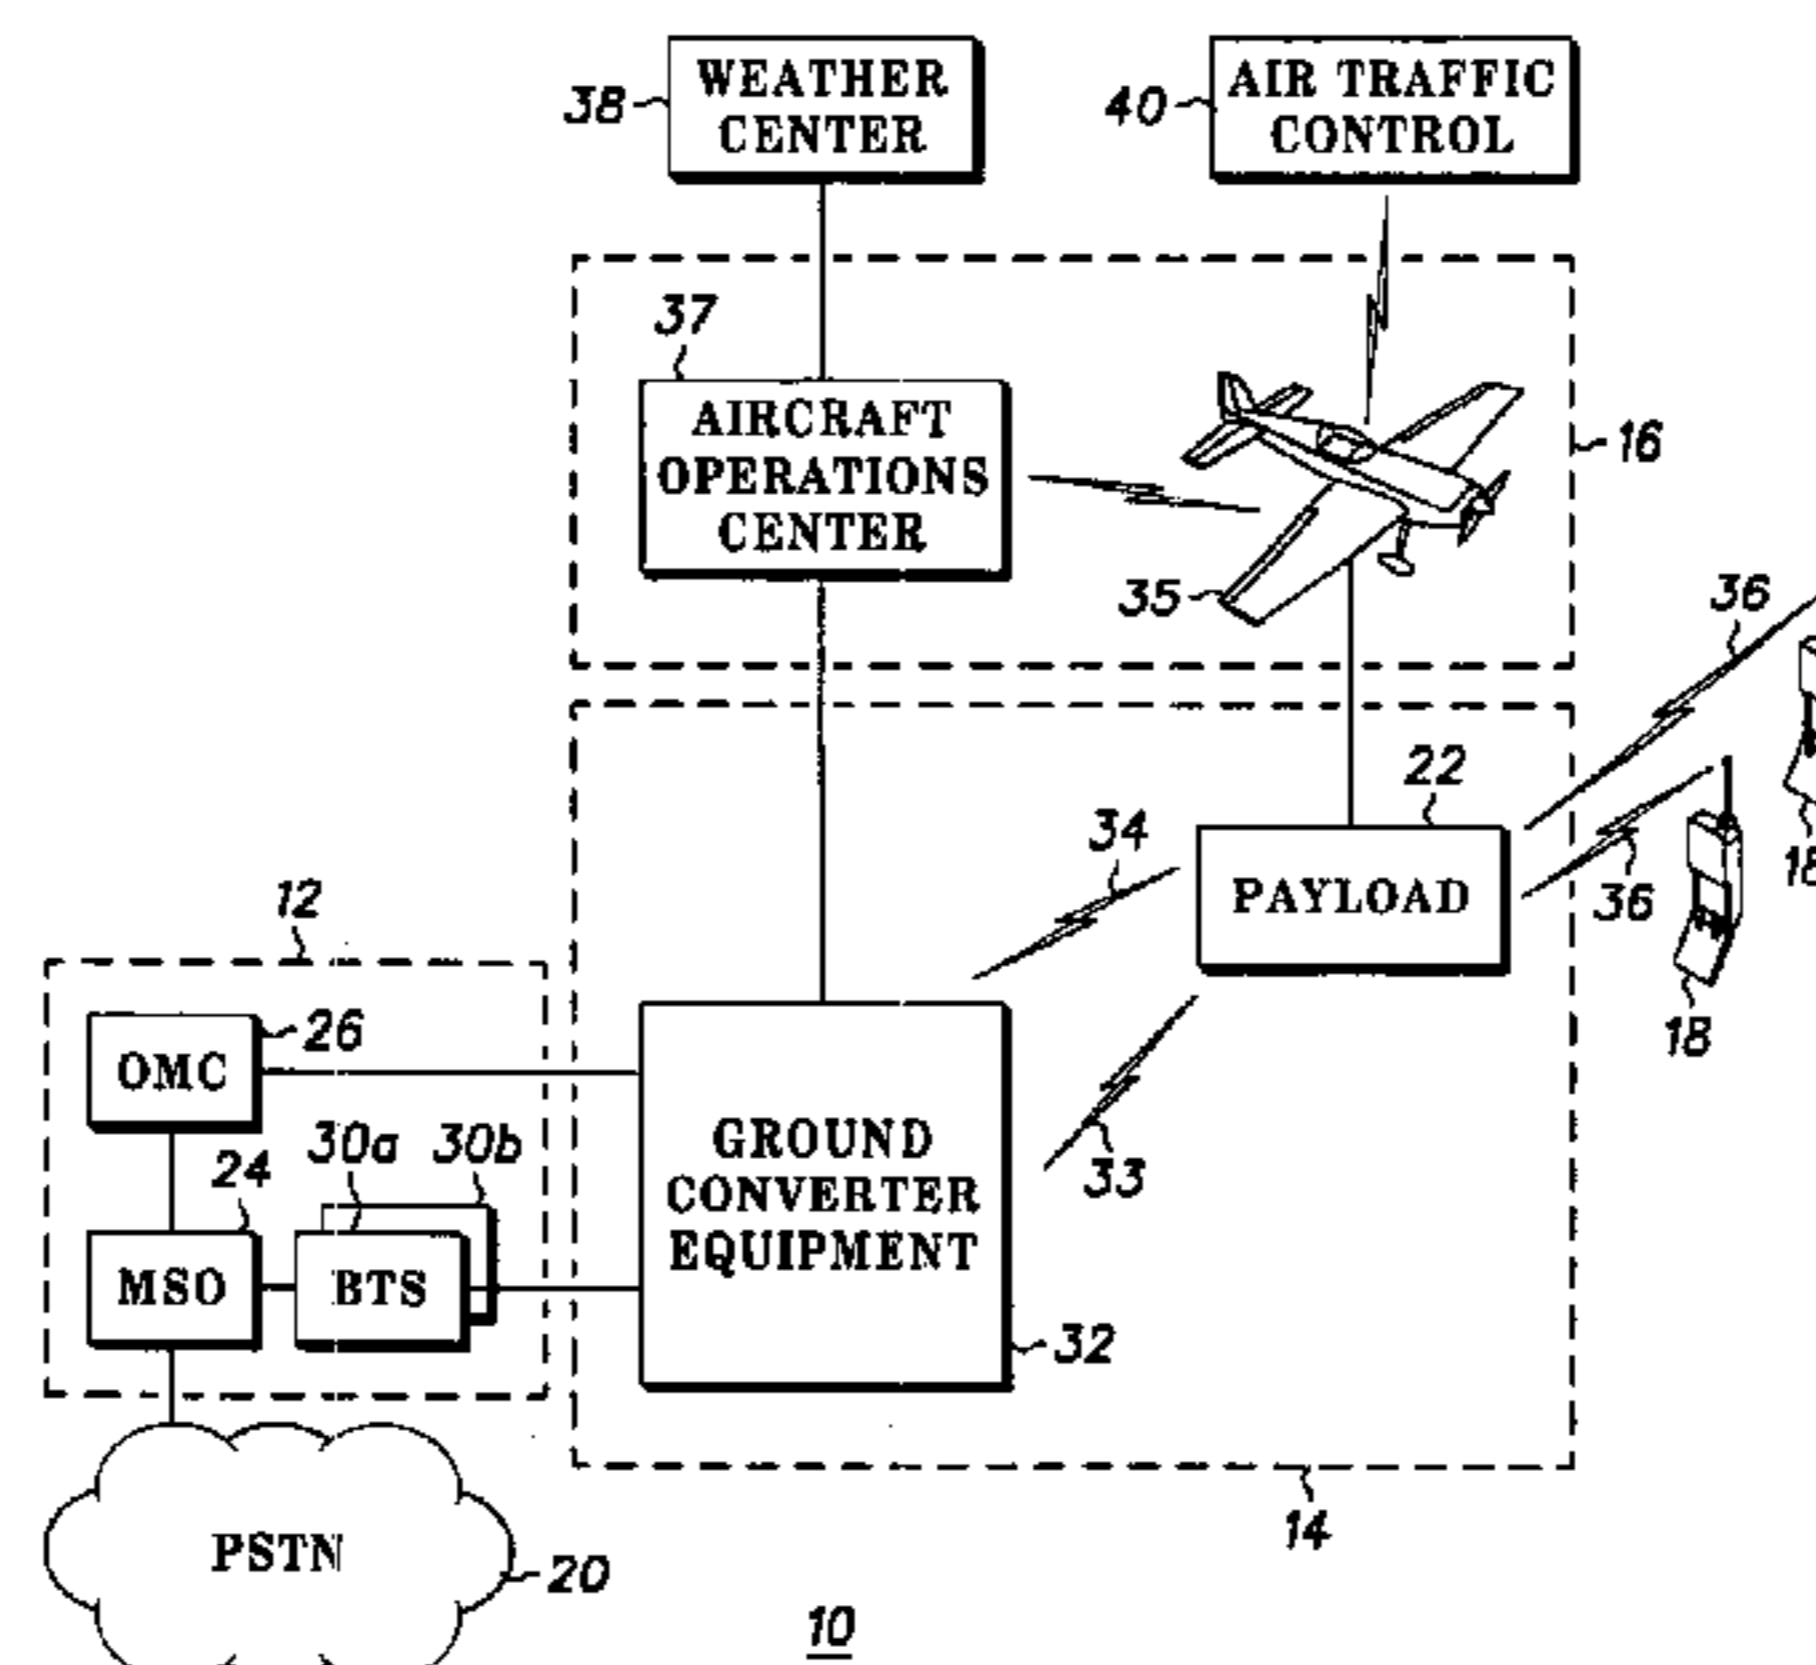 WEATHER
CENTER
38
AIR TRAFFIC
CONTROL
40
37
AIRCRAFT
OPERATIONS
CENTER
16
35
36
22
34
PAYLOAD
36
18
18
12
26
OMC
30a
30b
24
GROUND
CONVERTER
EQUIPMENT
33
MSO
BTS
32
14
PSTN
20
10